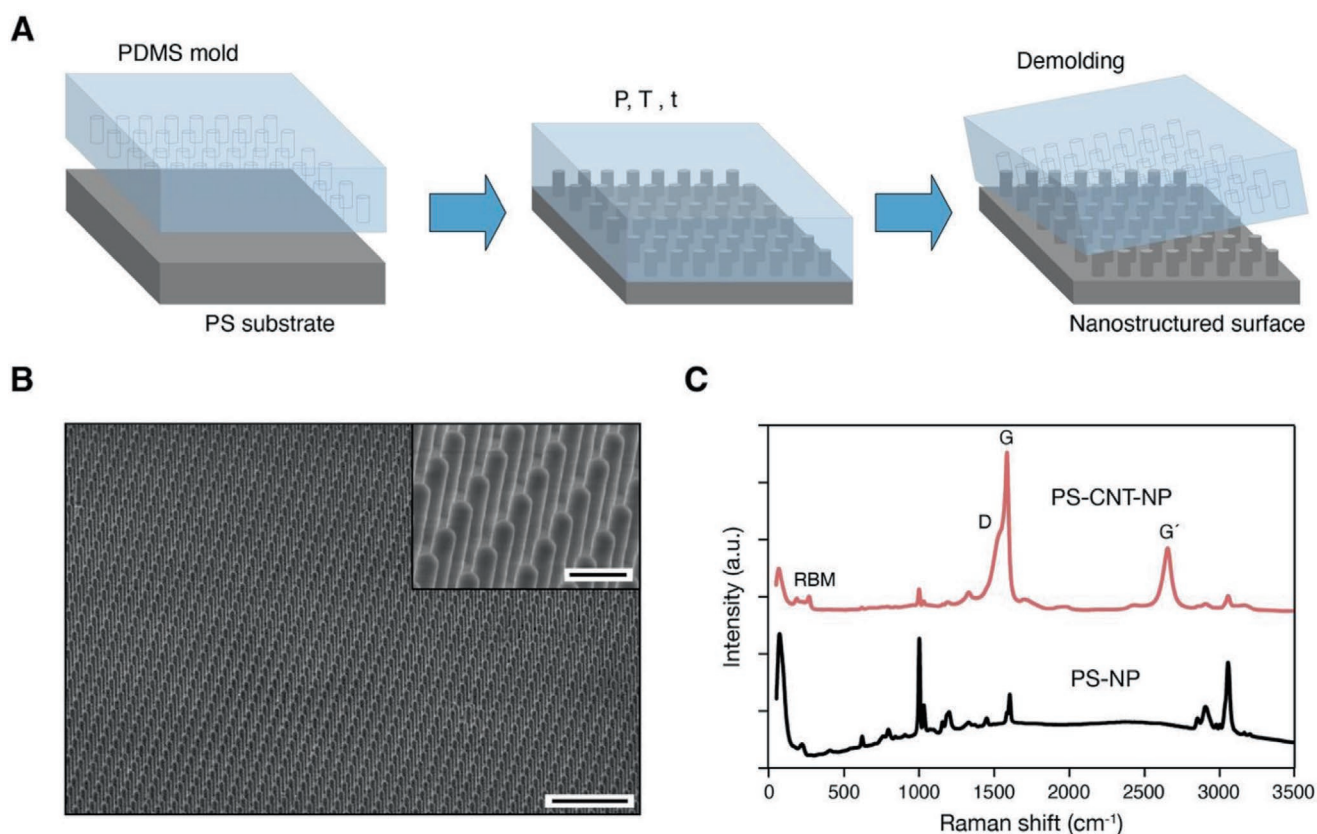 A
PDMS mold
P, T , t
Demolding
PS substrate
Nanostructured surface
B
C
G
PS-CNT-NP
D
G´
RBM
Intensity (a.u.)
PS-NP
0 500 1000 1500 2000 2500 3000 3500
Raman shift (cm⁻¹)